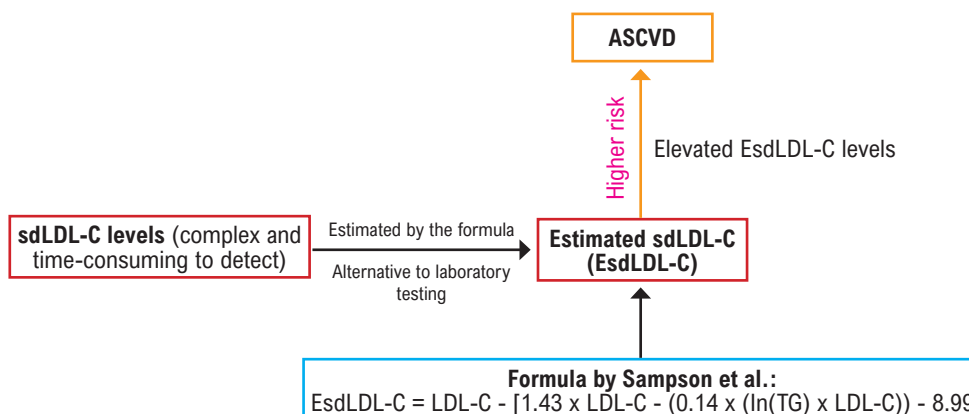 ASCVD
Higher risk
Elevated EsdLDL-C levels
sdLDL-C levels (complex and
time-consuming to detect)
Estimated by the formula
Alternative to laboratory
testing
Estimated sdLDL-C
(EsdLDL-C)
Formula by Sampson et al.:
EsdLDL-C = LDL-C - [1.43 x LDL-C - (0.14 x (ln(TG) x LDL-C)) - 8.99